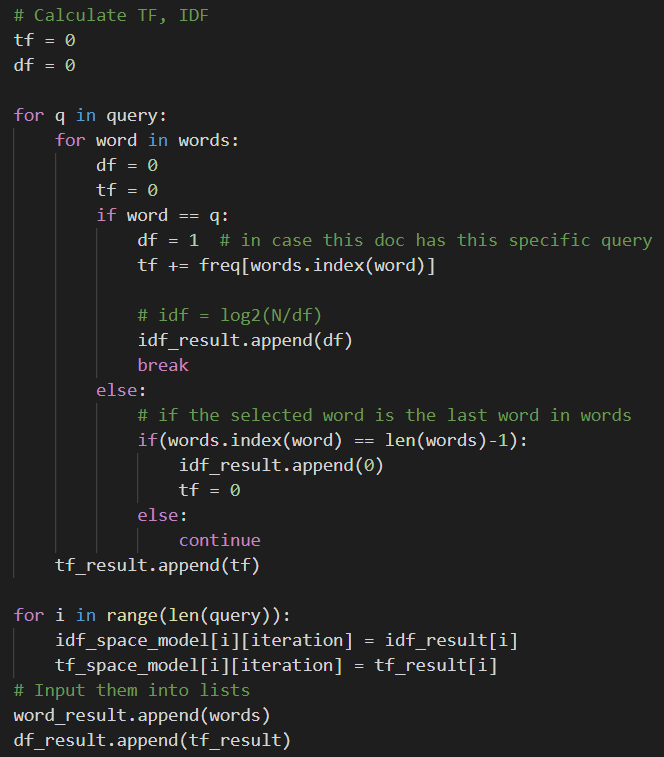 # Calculate TF, IDF
tf = 0
df = 0
for q in query:
for word in words:
df = 0
tf = 0
if word == q:
df = 1  # in case this doc has this specific query
tf += freq[words.index(word)]
# idf = log2(N/df)
idf_result.append(df)
break
else:
# if the selected word is the last word in words
if(words.index(word) == len(words)-1):
idf_result.append(0)
tf = 0
else:
continue
tf_result.append(tf)
for i in range(len(query)):
idf_space_model[i][iteration] = idf_result[i]
tf_space_model[i][iteration] = tf_result[i]
# Input them into lists
word_result.append(words)
df_result.append(tf_result)